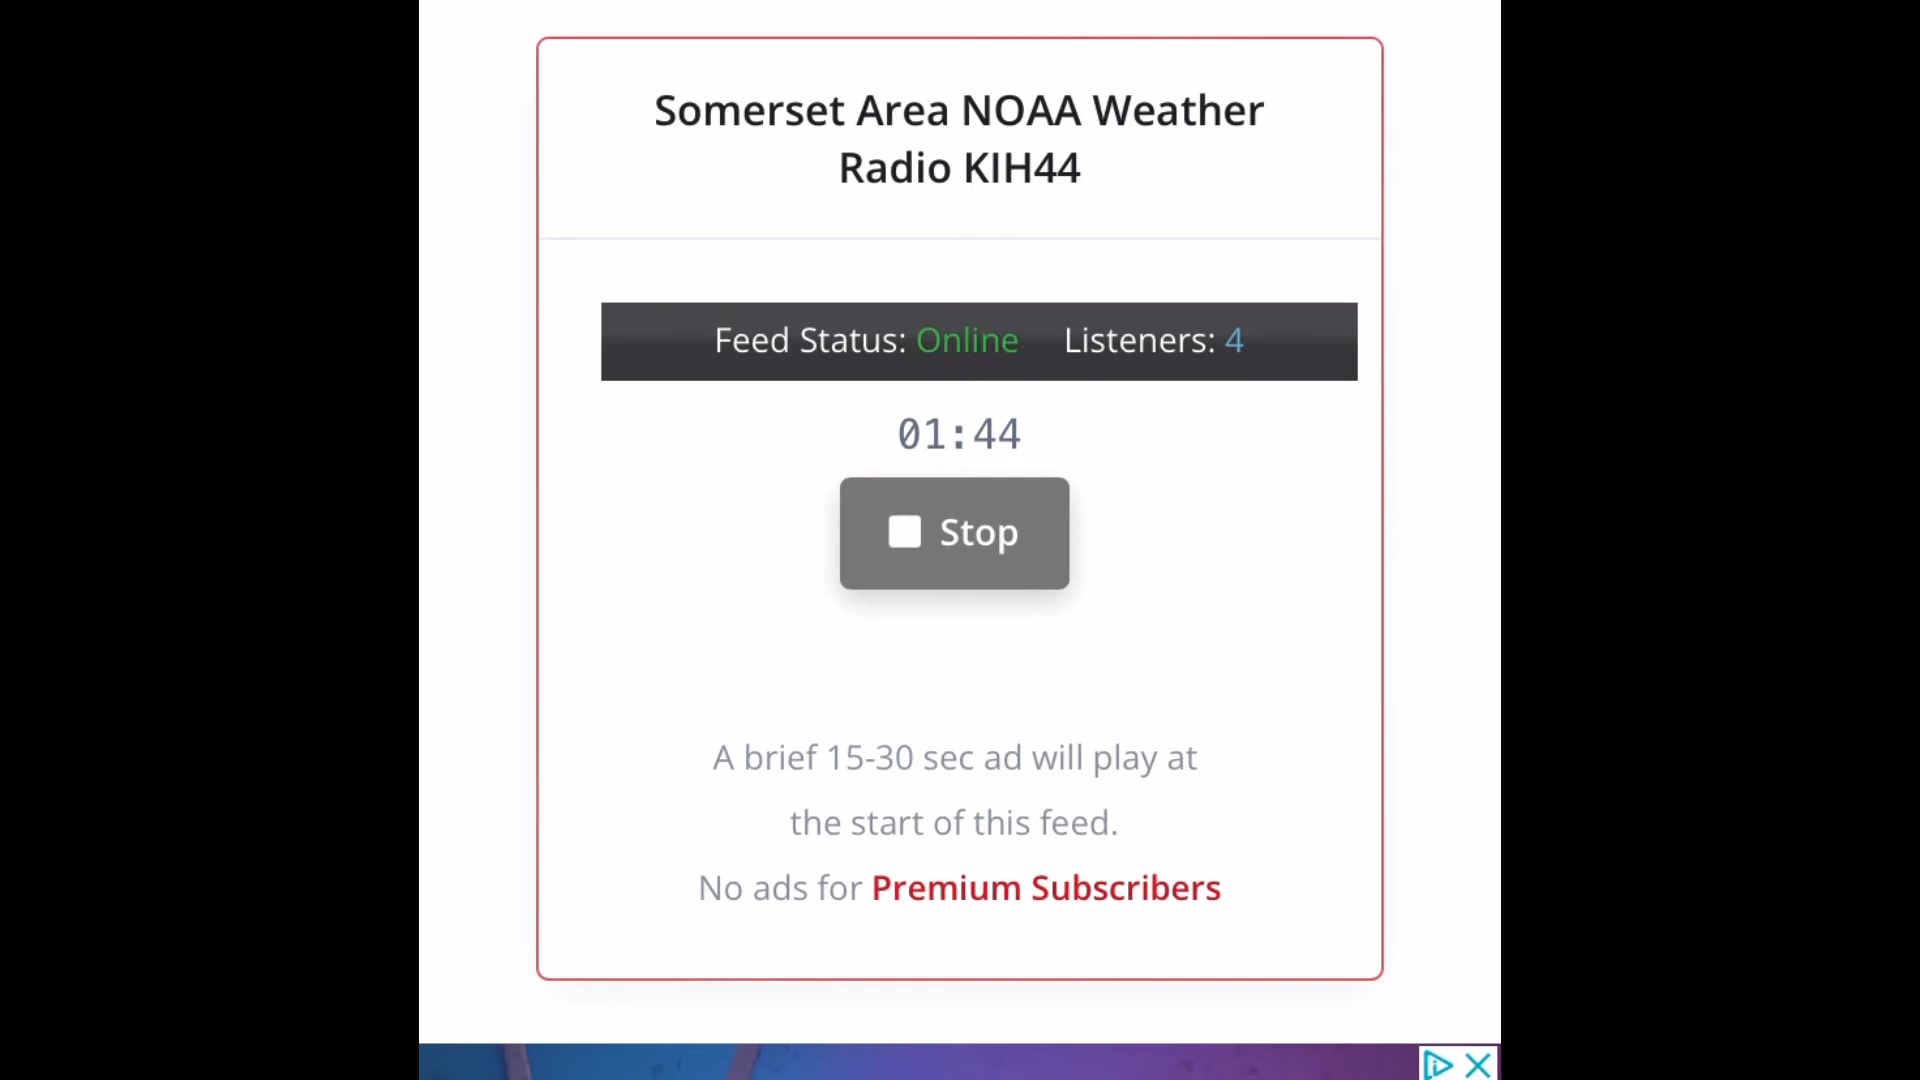 Somerset Area NOAA Weather
Radio KIH44
Feed Status: Online Listeners: 4
01:44
Stop
A brief 15-30 sec ad will play at
the start of this feed.
No ads for Premium Subscribers